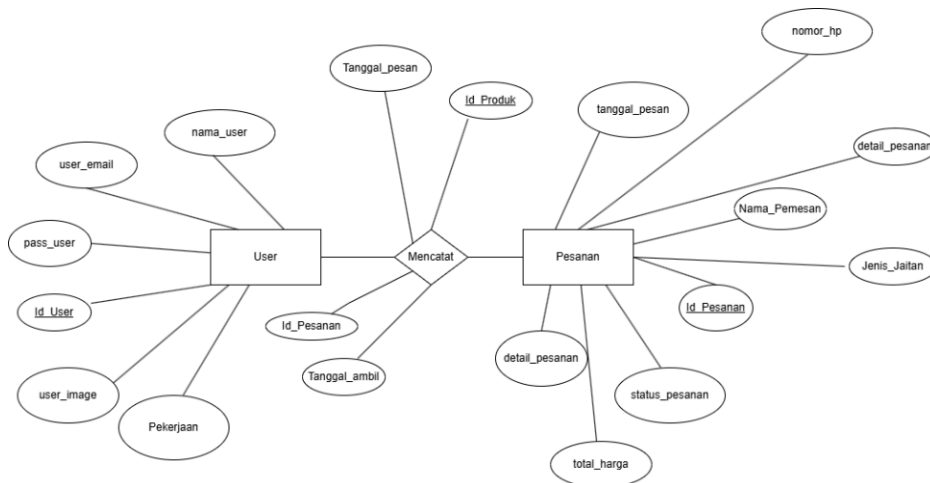 nomor_hp
Tanggal_pesan
Id_Produk
tanggal_pesan
nama_user
detail_pesanan
user_email
Nama_Pemesan
pass_user
User
Mencatat
Pesanan
Jenis_Jaitan
Id_User
Id_Pesanan
Id_Pesanan
detail_pesanan
Tanggal_ambil
user_image
status_pesanan
Pekerjaan
total_harga